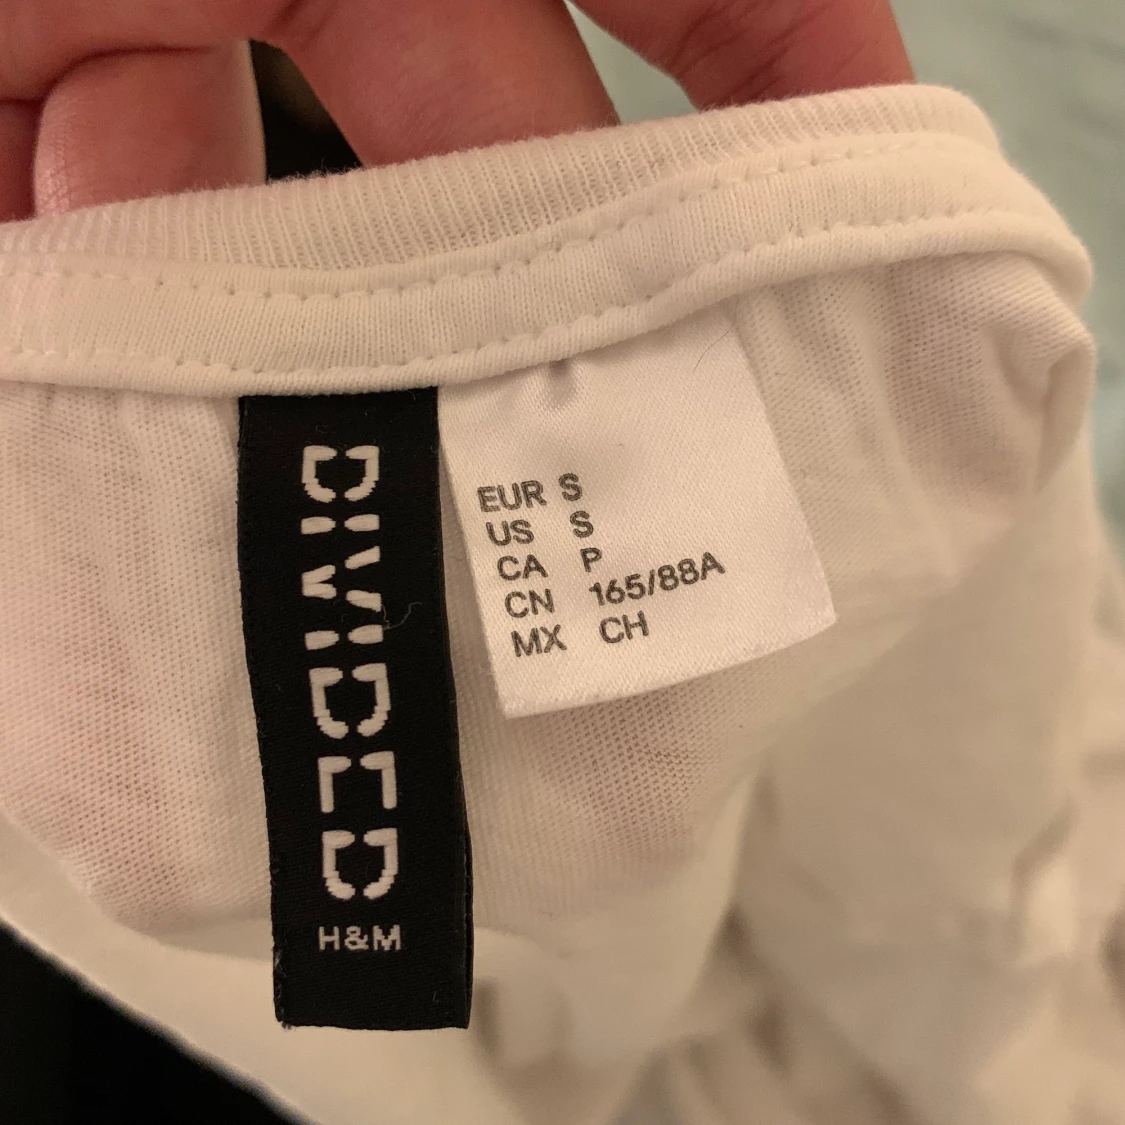 DIVIDED
H&M
EUR S
US S
CA P
CN 165/88A
MX CH